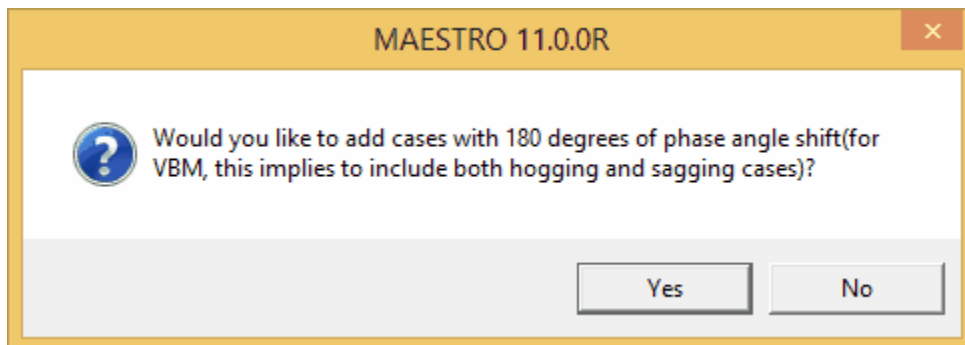 MAESTRO 11.0.0R
Would you like to add cases with 180 degrees of phase angle shift(for
VBM, this implies to include both hogging and sagging cases)?
Yes
No